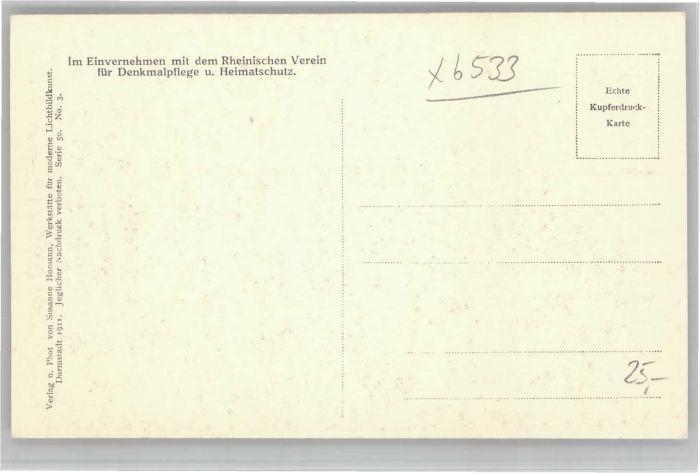 Im Einvernehmen mit dem Rheinischen Verein
für Denkmalpflege u. Heimatschutz.
x6533
Echte
Kupferdruck-
Karte
Verlag u. Phot von Susanne Homann, Werkstätte für moderne Lichtbildkunst.
Darmstadt 1911. Jeglicher Nachdruck verboten. Serie 50. No. 3.
25,-